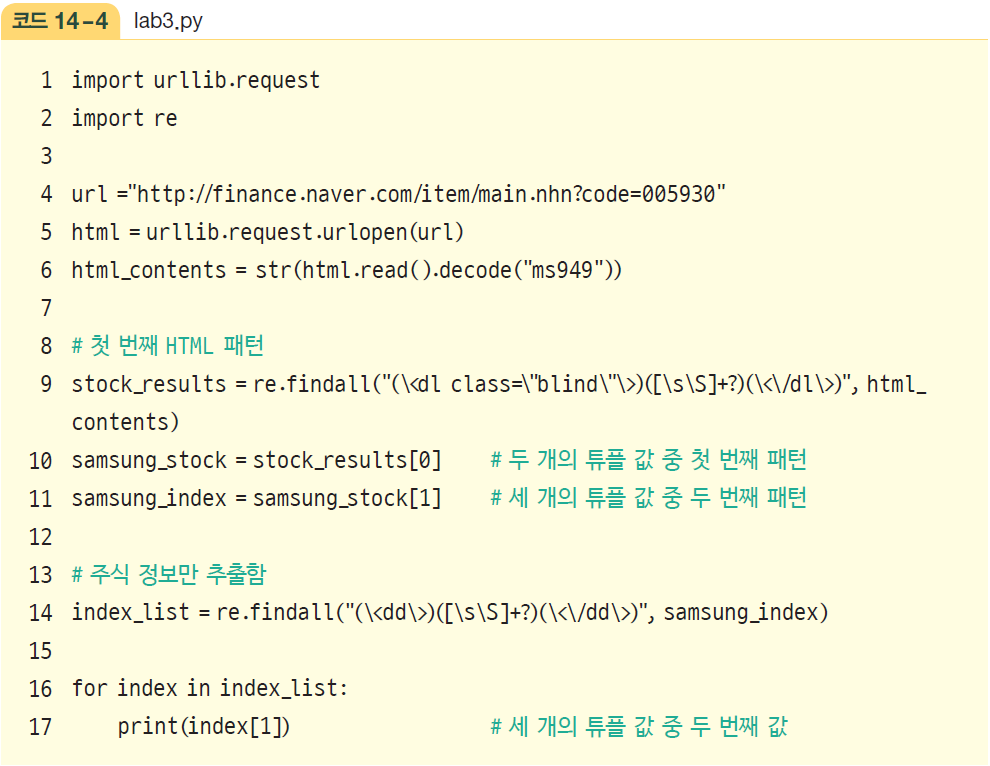 코드 14-4 lab3.py
1 import urllib.request
2 import re
3
4 url ="http://finance.naver.com/item/main.nhn?code=005930"
5 html = urllib.request.urlopen(url)
6 html_contents = str(html.read().decode("ms949"))
7
8 # 첫 번째 HTML 패턴
9 stock_results = re.findall("(\<dl class=\"blind\"\>)([\s\S]+?)(\<\/dl\>)", html_
contents)
10 samsung_stock = stock_results[0] # 두 개의 튜플 값 중 첫 번째 패턴
11 samsung_index = samsung_stock[1] # 세 개의 튜플 값 중 두 번째 패턴
12
13 # 주식 정보만 추출함
14 index_list = re.findall("(\<dd\>)([\s\S]+?)(\<\/dd\>)", samsung_index)
15
16 for index in index_list:
17 print(index[1]) # 세 개의 튜플 값 중 두 번째 값